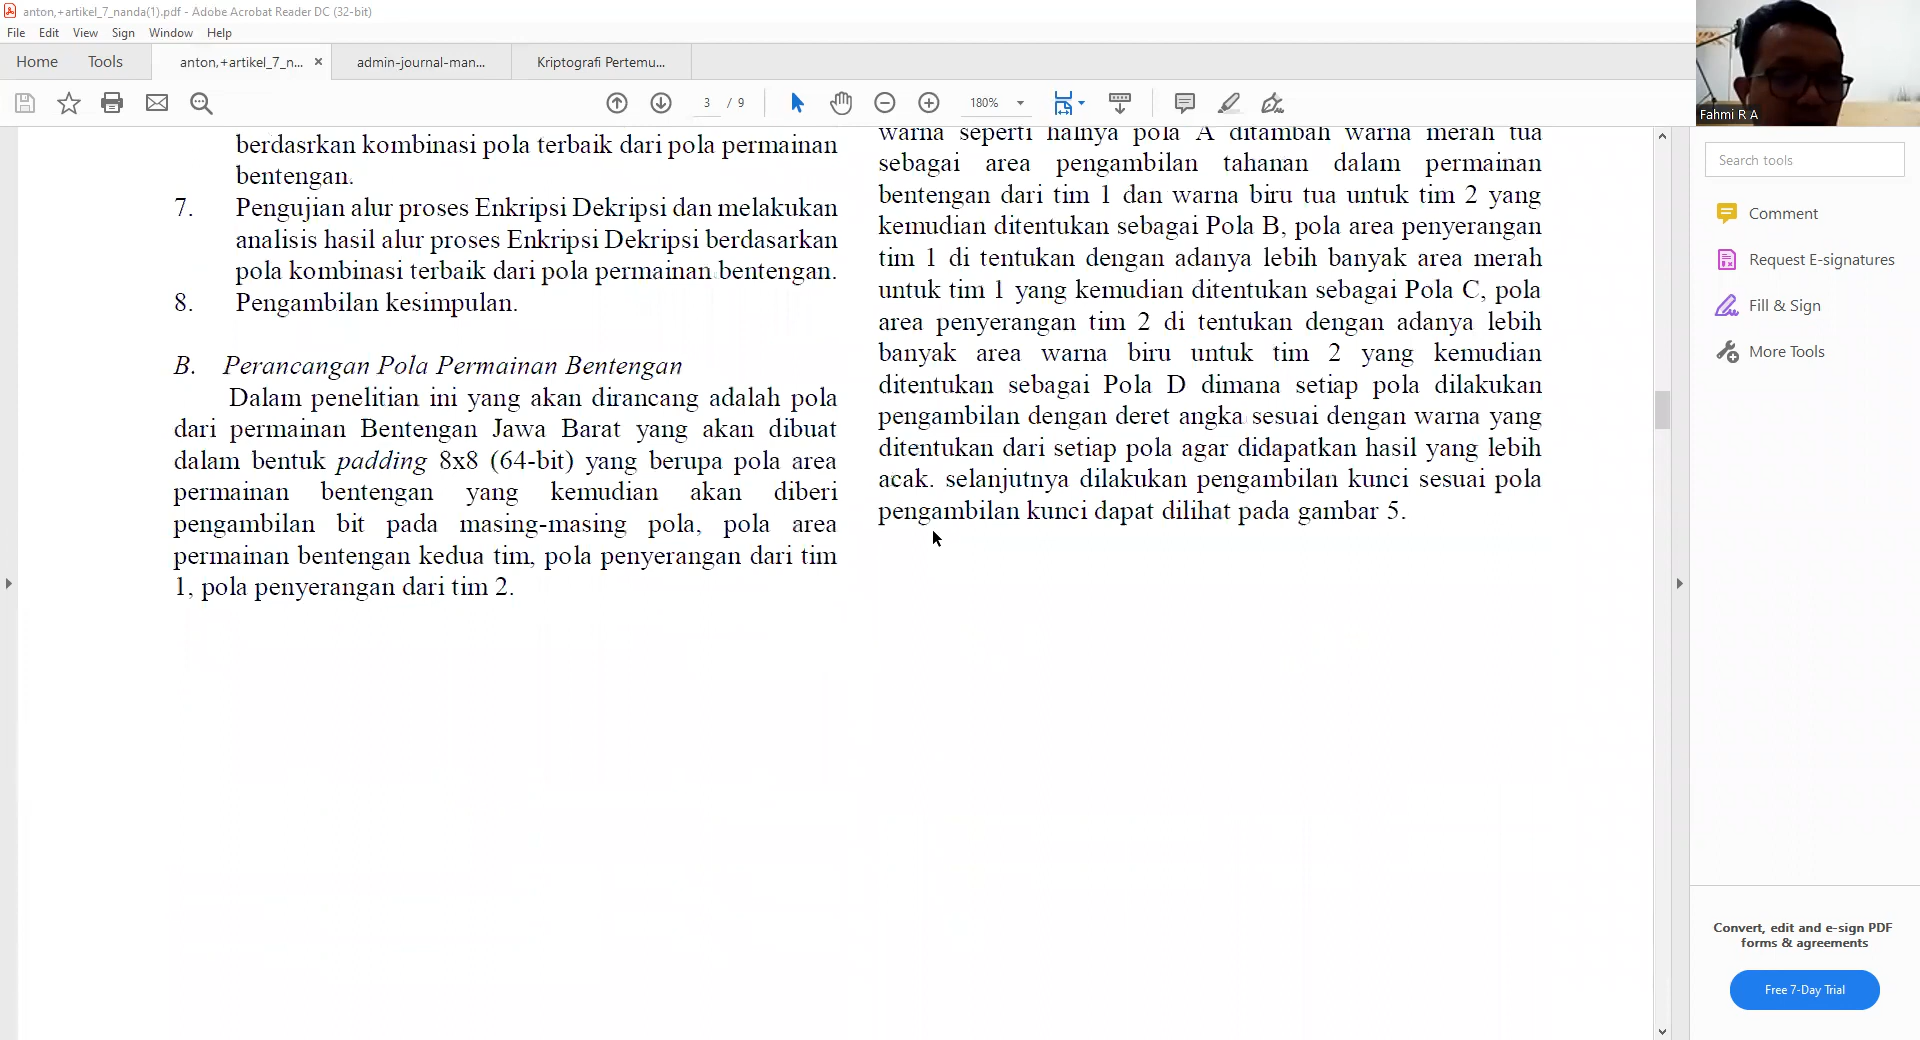 anton,+artikel_7_nanda(1).pdf - Adobe Acrobat Reader DC (32-bit)
File Edit View Sign Window Help
Home Tools anton,+artikel_7_n... × admin-journal-man... Kriptografi Pertemu...
3 / 9 180%
Fahmi R A
berdasrkan kombinasi pola terbaik dari pola permainan
bentengan.
7. Pengujian alur proses Enkripsi Dekripsi dan melakukan
analisis hasil alur proses Enkripsi Dekripsi berdasarkan
pola kombinasi terbaik dari pola permainan bentengan.
8. Pengambilan kesimpulan.
B. Perancangan Pola Permainan Bentengan
Dalam penelitian ini yang akan dirancang adalah pola
dari permainan Bentengan Jawa Barat yang akan dibuat
dalam bentuk padding 8x8 (64-bit) yang berupa pola area
permainan bentengan yang kemudian akan diberi
pengambilan bit pada masing-masing pola, pola area
permainan bentengan kedua tim, pola penyerangan dari tim
1, pola penyerangan dari tim 2.
warna seperti halnya pola A ditambah warna merah tua
sebagai area pengambilan tahanan dalam permainan
bentengan dari tim 1 dan warna biru tua untuk tim 2 yang
kemudian ditentukan sebagai Pola B, pola area penyerangan
tim 1 di tentukan dengan adanya lebih banyak area merah
untuk tim 1 yang kemudian ditentukan sebagai Pola C, pola
area penyerangan tim 2 di tentukan dengan adanya lebih
banyak area warna biru untuk tim 2 yang kemudian
ditentukan sebagai Pola D dimana setiap pola dilakukan
pengambilan dengan deret angka sesuai dengan warna yang
ditentukan dari setiap pola agar didapatkan hasil yang lebih
acak. selanjutnya dilakukan pengambilan kunci sesuai pola
pengambilan kunci dapat dilihat pada gambar 5.
Search tools
Comment
Request E-signatures
Fill & Sign
More Tools
Convert, edit and e-sign PDF
forms & agreements
Free 7-Day Trial